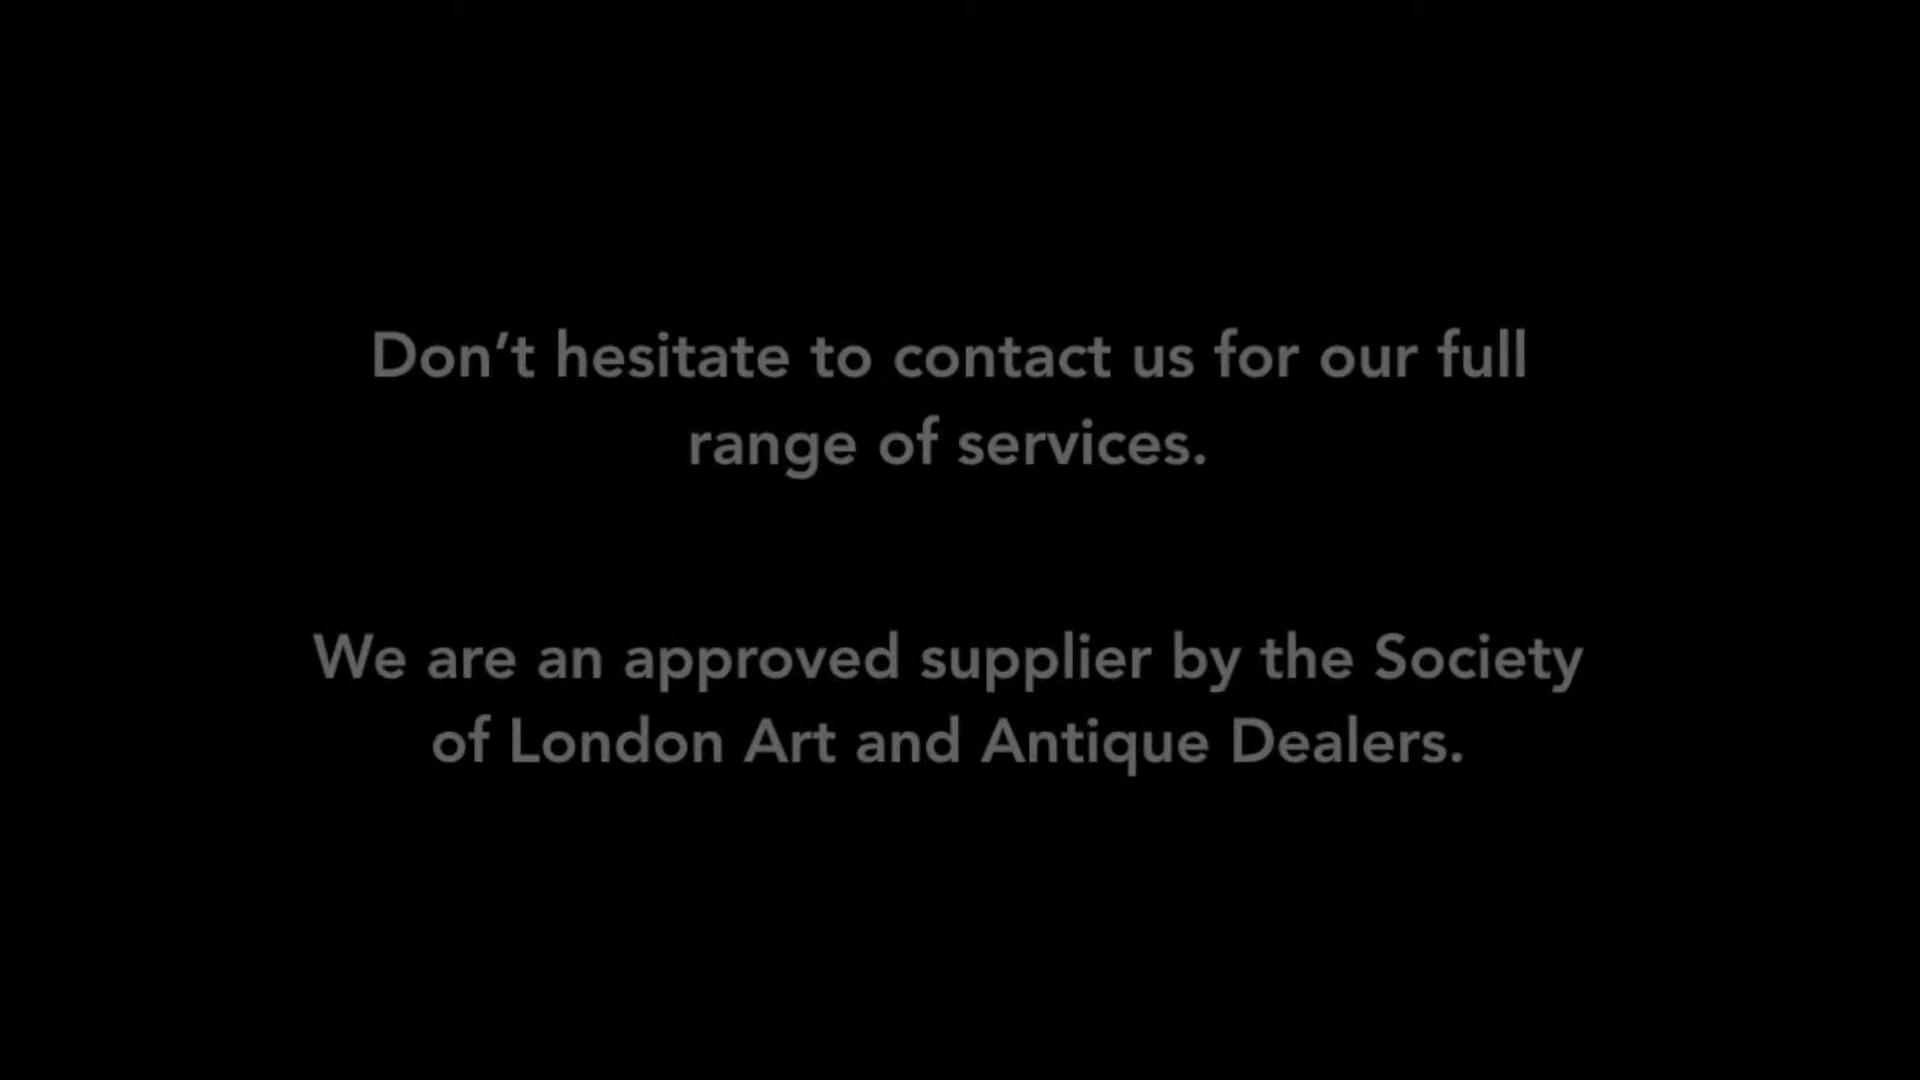 Don’t hesitate to contact us for our full
range of services.
We are an approved supplier by the Society
of London Art and Antique Dealers.